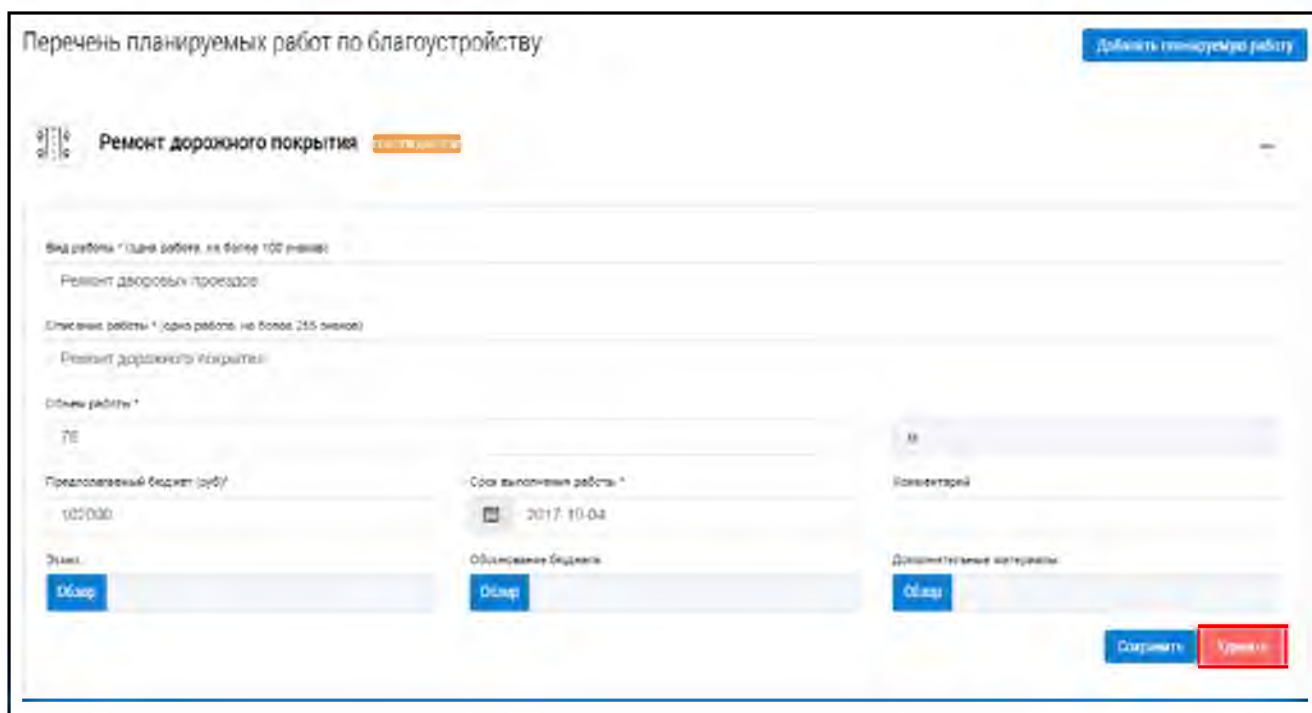 Перечень планируемых работ по благоустройству
Добавить планируемую работу
Ремонт дорожного покрытия
Вид работы * (одна работа, не более 100 знаков)
Ремонт дворовых проездов
Описание работы * (одна работа, не более 255 знаков)
Ремонт дорожного покрытия
Объем работы *
Предполагаемый бюджет (руб)*
Срок выполнения работы *
Комментарий
2017-10-04
Эскиз
Обоснование бюджета
Дополнительные материалы
Обзор
Обзор
Обзор
Сохранить
Удалить